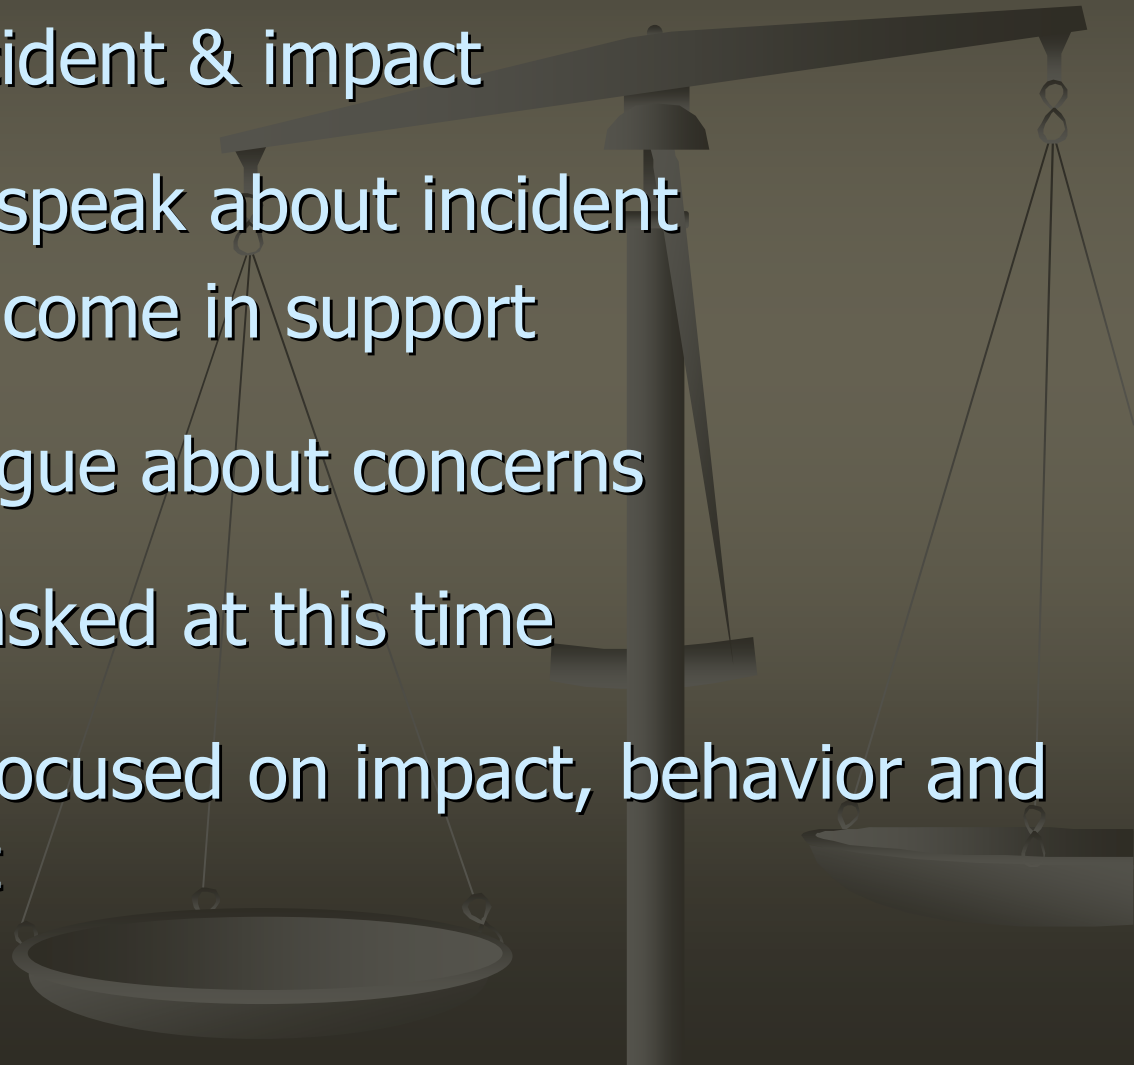 ident & impact
speak about incident
come in support
gue about concerns
sked at this time
ocused on impact, behavior and